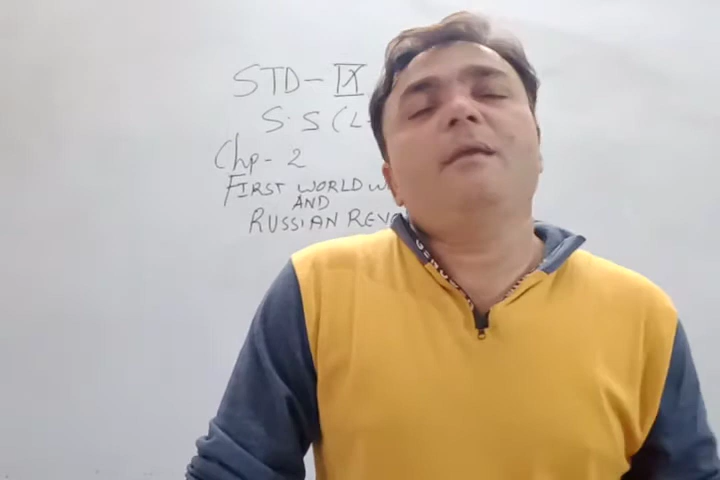 STD - IX
S.S (L-
Chp - 2
FIRST WORLD W
AND
RUSSIAN REV